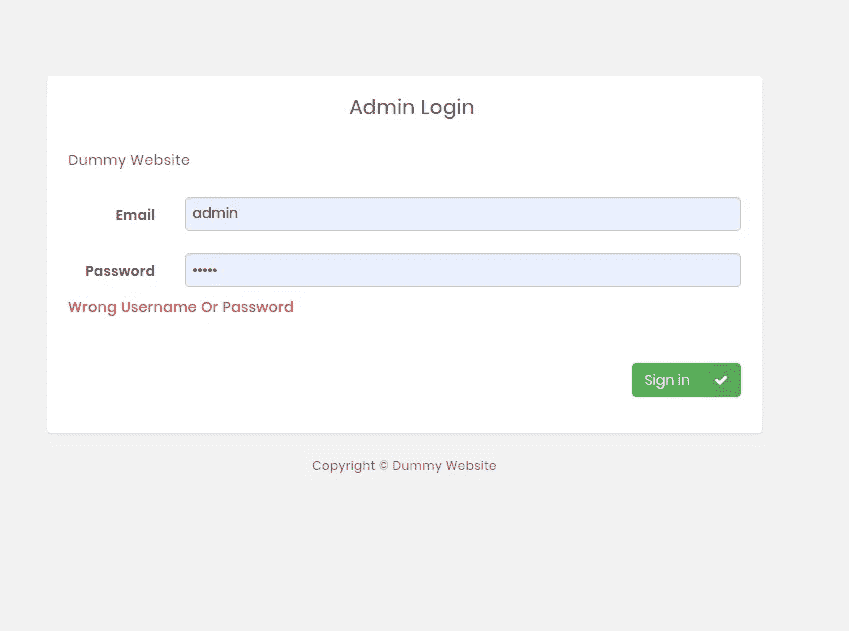 Admin Login
Dummy Website
Email admin
Password •••••
Wrong Username Or Password
Sign in
Copyright © Dummy Website